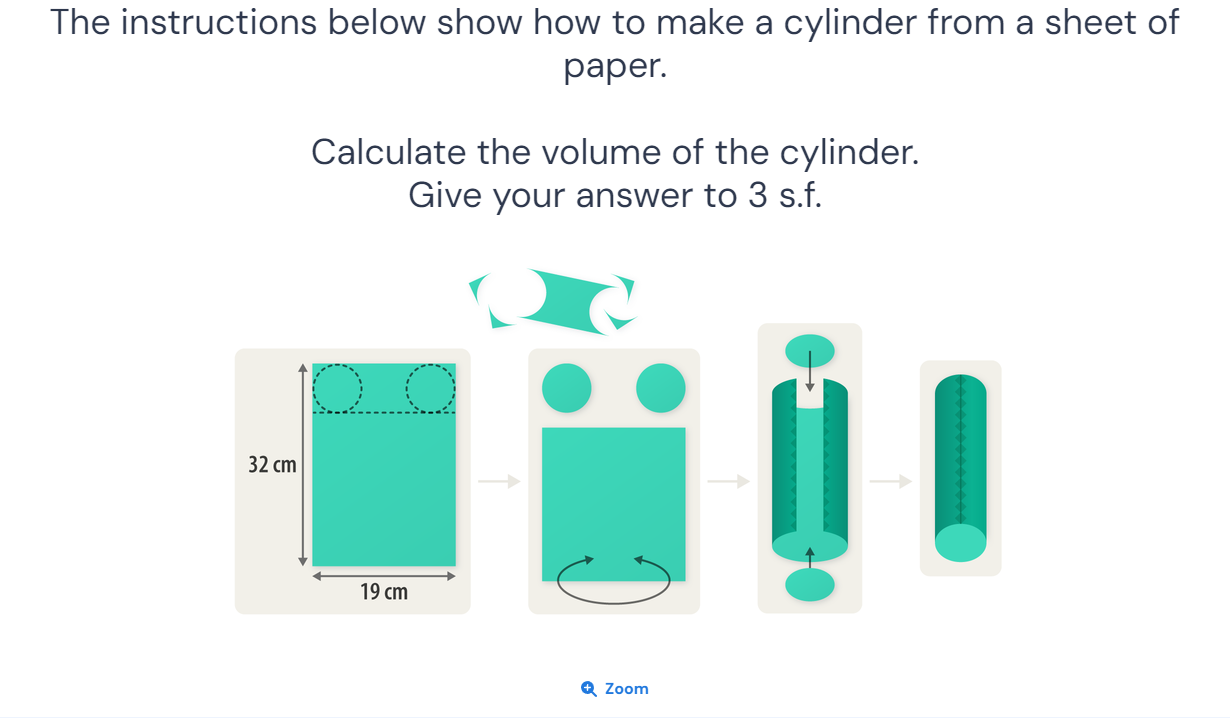 The instructions below show how to make a cylinder from a sheet of
paper.
Calculate the volume of the cylinder.
Give your answer to 3 s.f.
32 cm
19 cm
Zoom